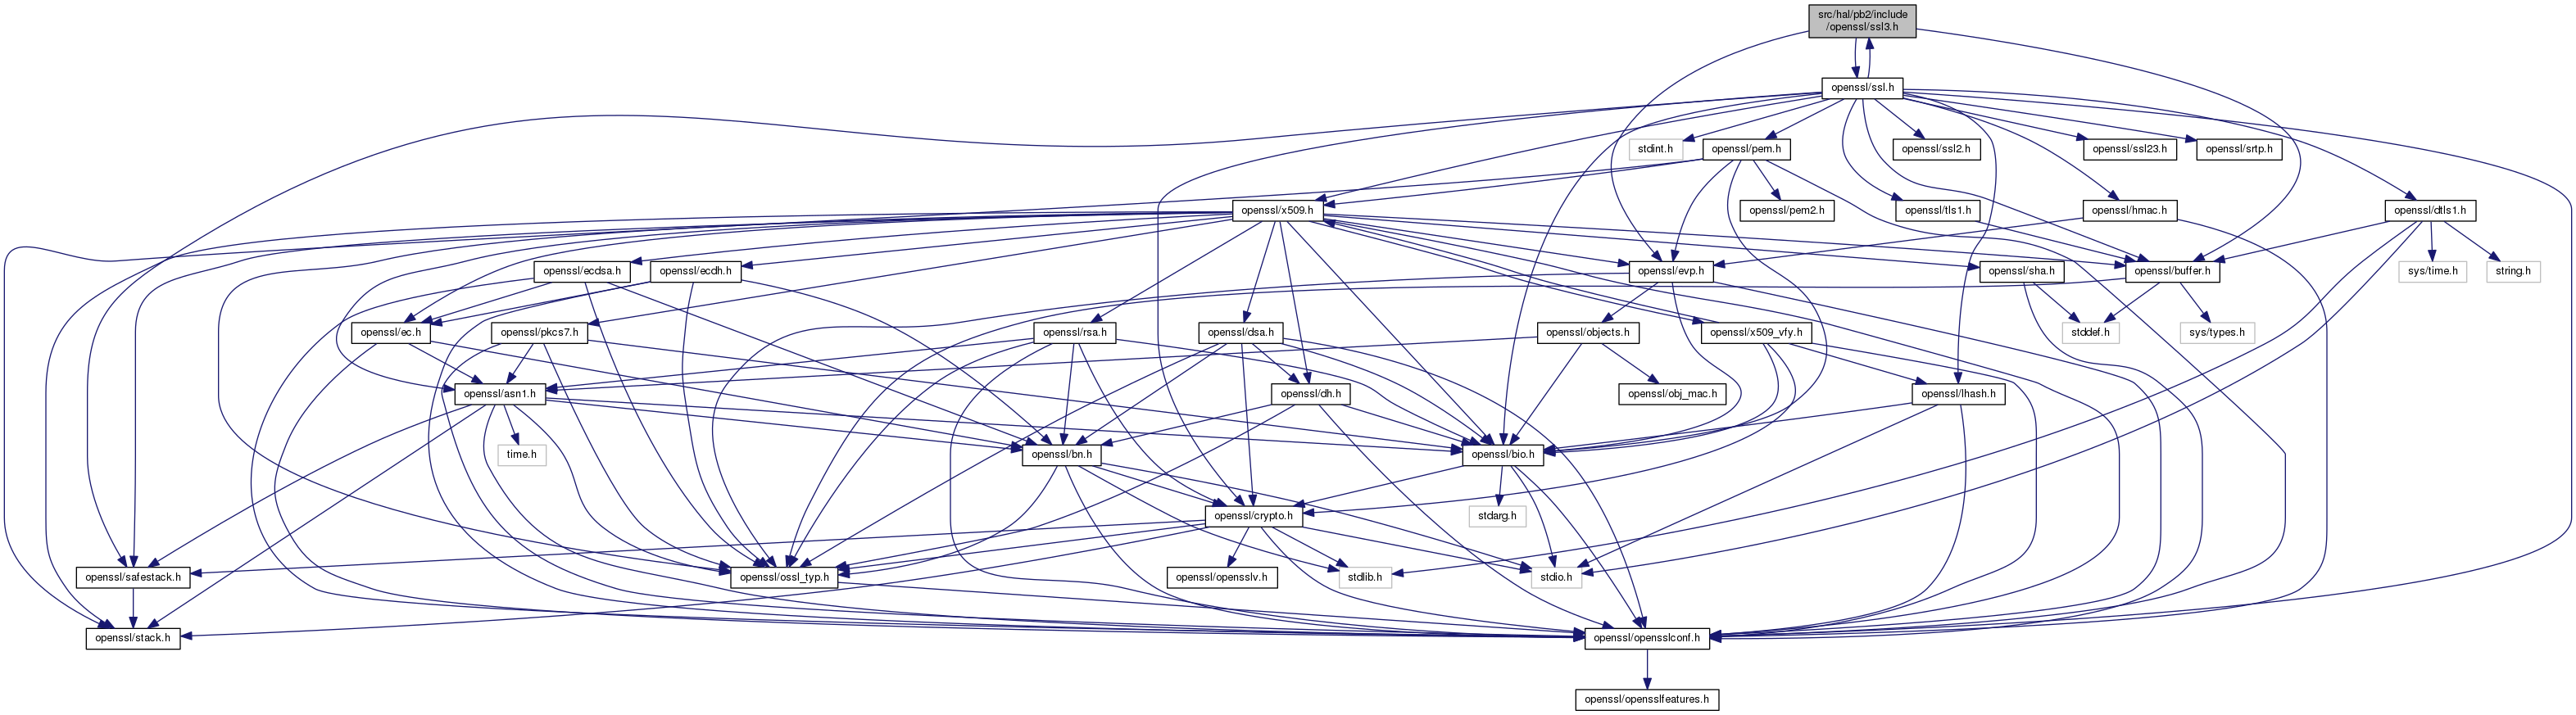 src/hal/pb2/include
/openssl/ssl3.h
openssl/ssl.h
stdint.h
openssl/pem.h
openssl/ssl2.h
openssl/ssl23.h
openssl/srtp.h
openssl/x509.h
openssl/pem2.h
openssl/tls1.h
openssl/hmac.h
openssl/dtls1.h
openssl/ecdsa.h
openssl/ecdh.h
openssl/evp.h
openssl/sha.h
openssl/buffer.h
sys/time.h
string.h
openssl/ec.h
openssl/pkcs7.h
openssl/rsa.h
openssl/dsa.h
openssl/objects.h
openssl/x509_vfy.h
stddef.h
sys/types.h
openssl/asn1.h
openssl/dh.h
openssl/obj_mac.h
openssl/lhash.h
time.h
openssl/bn.h
openssl/bio.h
openssl/crypto.h
stdarg.h
openssl/safestack.h
openssl/ossl_typ.h
openssl/opensslv.h
stdlib.h
stdio.h
openssl/stack.h
openssl/opensslconf.h
openssl/opensslfeatures.h